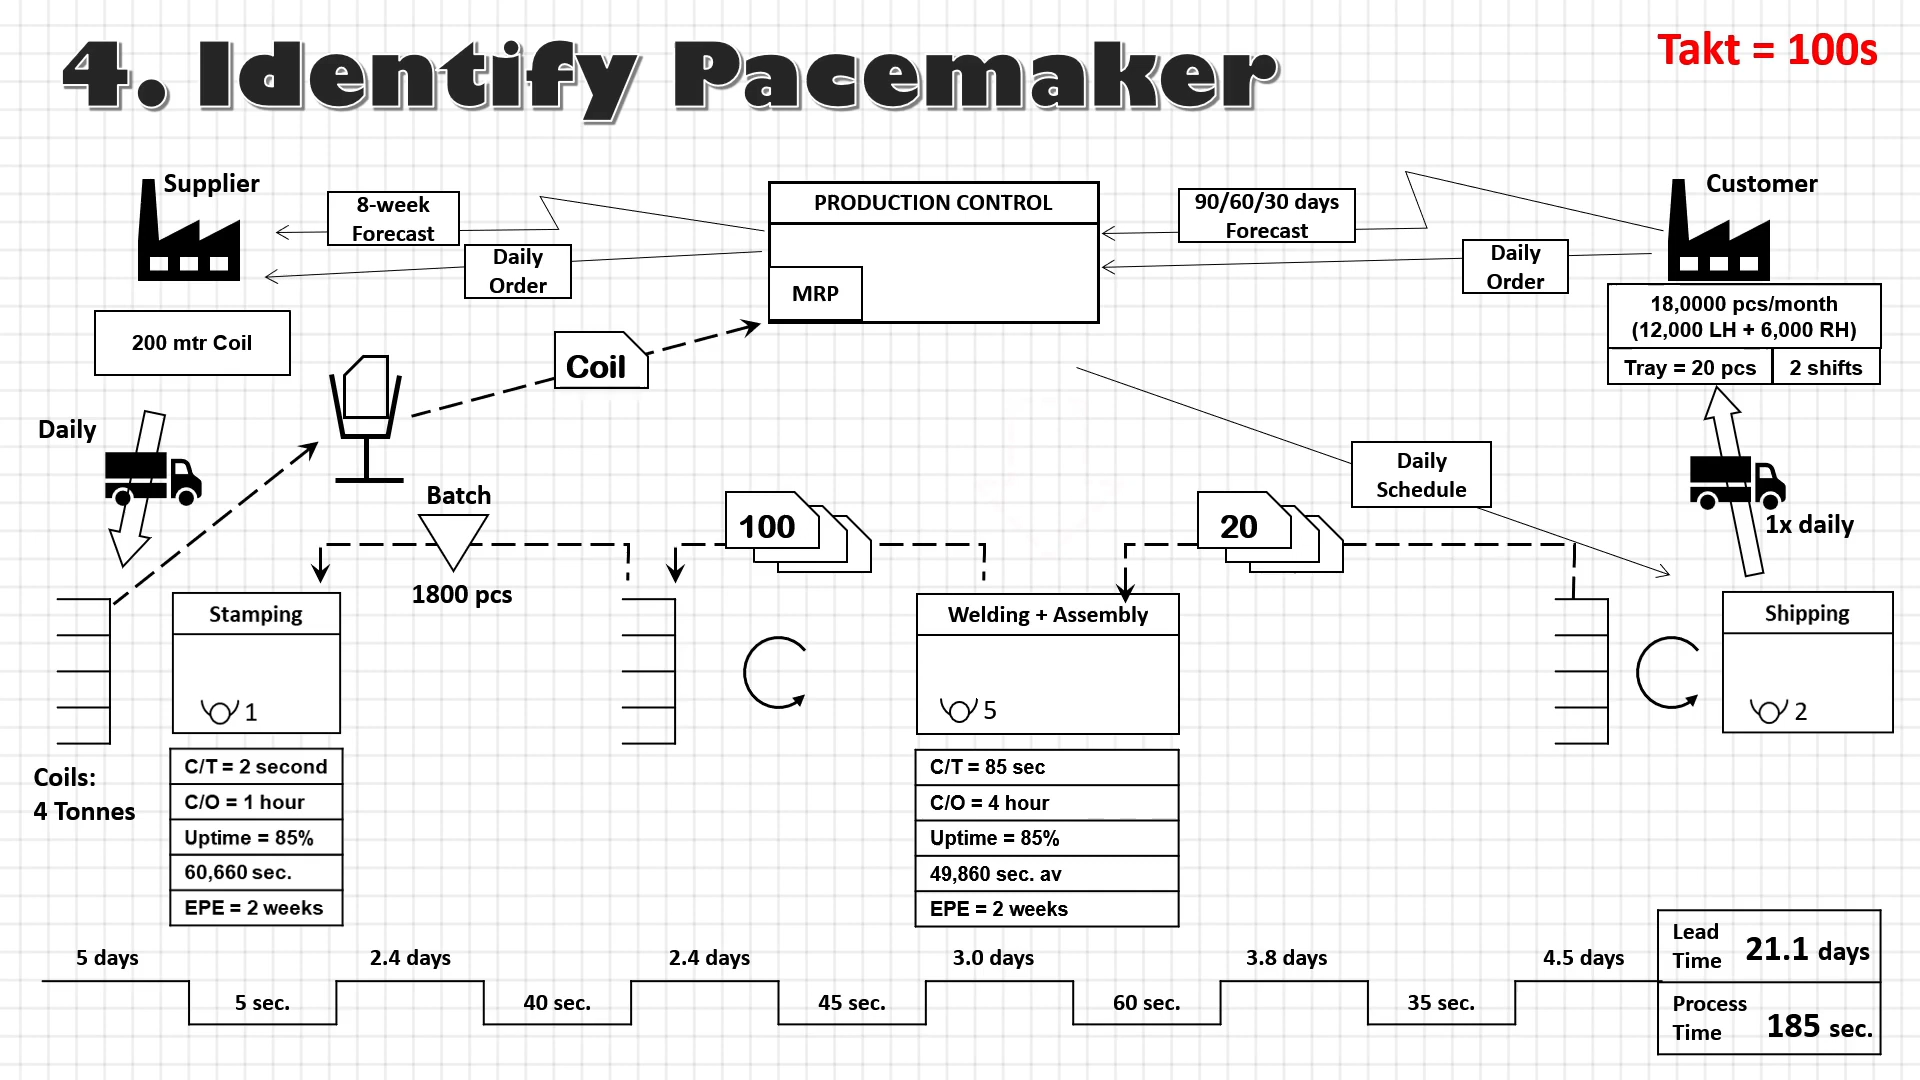 4. Identify Pacemaker
Takt = 100s
Supplier
8-week
Forecast
Daily
Order
PRODUCTION CONTROL
MRP
90/60/30 days
Forecast
Daily
Order
Customer
18,0000 pcs/month
(12,000 LH + 6,000 RH)
Tray = 20 pcs
2 shifts
200 mtr Coil
Coil
Daily
Batch
1800 pcs
100
20
Daily
Schedule
1x daily
Stamping
1
Welding + Assembly
5
Shipping
2
Coils:
4 Tonnes
C/T = 2 second
C/O = 1 hour
Uptime = 85%
60,660 sec.
EPE = 2 weeks
C/T = 85 sec
C/O = 4 hour
Uptime = 85%
49,860 sec. av
EPE = 2 weeks
5 days
5 sec.
2.4 days
40 sec.
2.4 days
45 sec.
3.0 days
60 sec.
3.8 days
35 sec.
4.5 days
Lead
Time
21.1 days
Process
Time
185 sec.